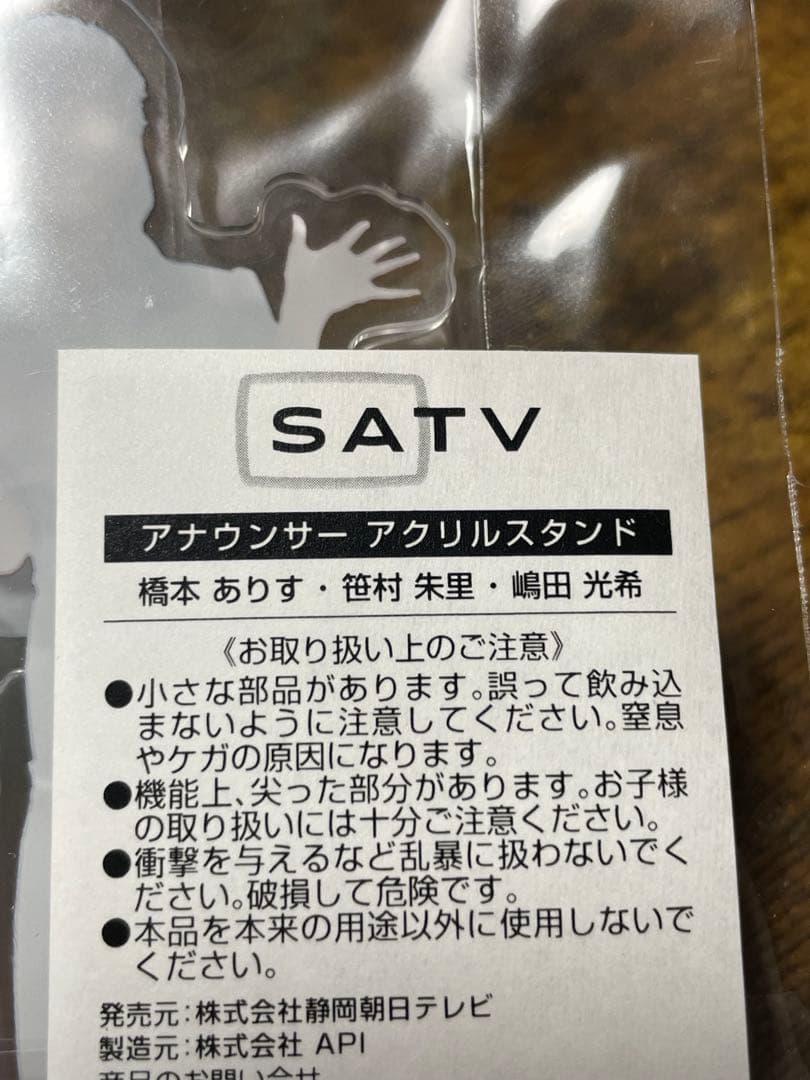 SATV
アナウンサー アクリルスタンド
橋本 ありす・笹村 朱里・嶋田 光希
《お取り扱い上のご注意》
●小さな部品があります。誤って飲み込
まないように注意してください。窒息
やケガの原因になります。
●機能上、尖った部分があります。お子様
の取り扱いには十分ご注意ください。
●衝撃を与えるなど乱暴に扱わないでく
ださい。破損して危険です。
●本品を本来の用途以外に使用しないで
ください。
発売元:株式会社静岡朝日テレビ
製造元:株式会社 API
商品のお問い合せ